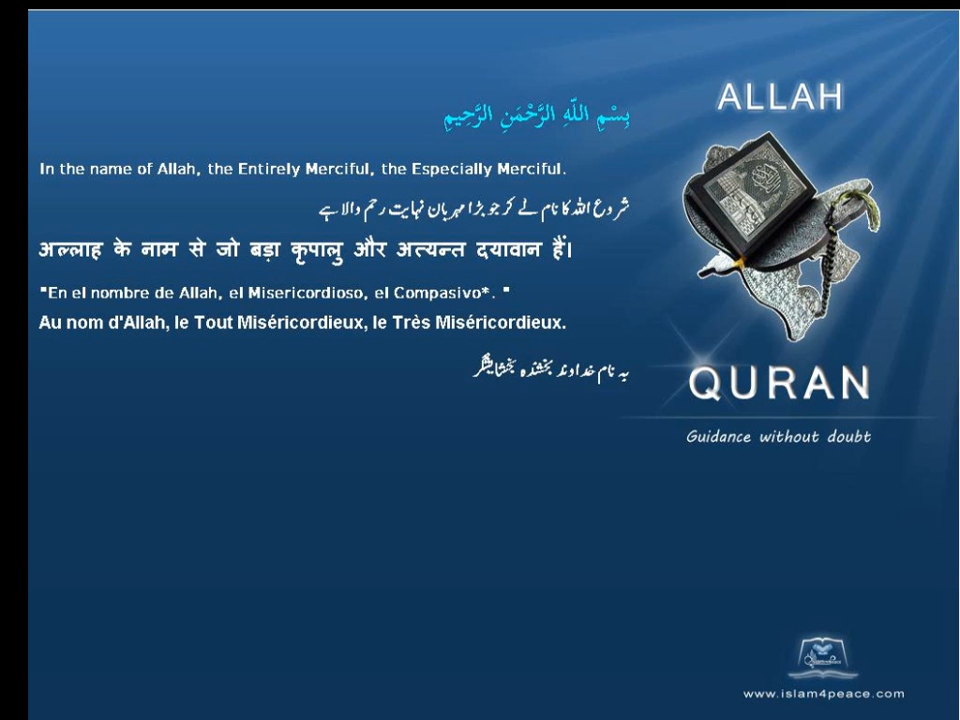 بِسْمِ اللّهِ الرَّحْمَنِ الرَّحِيمِ
In the name of Allah, the Entirely Merciful, the Especially Merciful.
شروع اللہ کا نام لے کر جو بڑا مہربان نہایت رحم والا ہے
अल्लाह के नाम से जो बड़ा कृपालु और अत्यन्त दयावान हैं।
"En el nombre de Allah, el Misericordioso, el Compasivo*. "
Au nom d'Allah, le Tout Miséricordieux, le Très Miséricordieux.
به نام خداوند بخشنده بخشایشگر
ALLAH
QURAN
Guidance without doubt
www.islam4peace.com